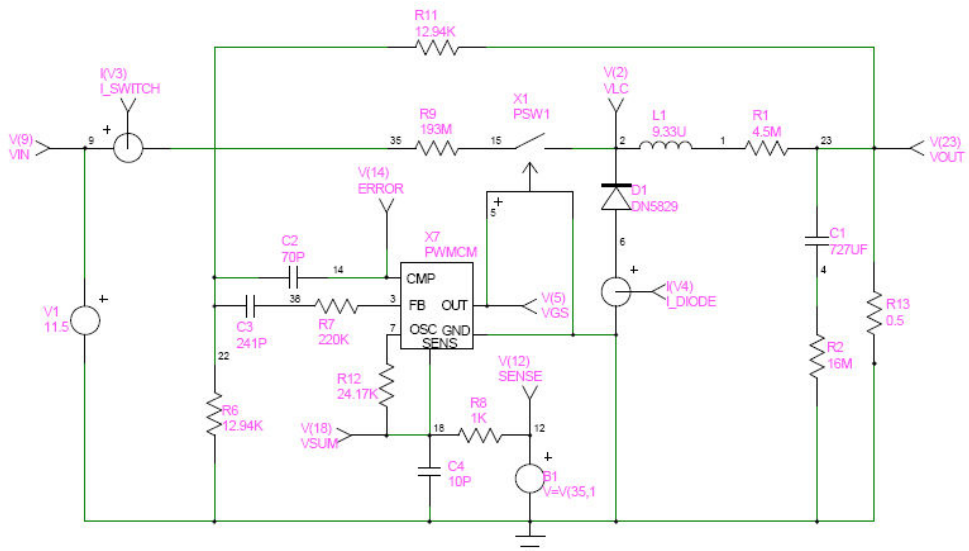 R11
12.94K
I(V3)
I_SWITCH
V(9)
VIN
9
+
35
R9
193M
15
X1
PSW1
V(2)
VLC
2
L1
9.33U
1
R1
4.5M
23
V(23)
VOUT
V(14)
ERROR
5
+
D1
DN5829
6
C1
727UF
4
C2
70P
14
X7
PWMCM
CMP
FB
OUT
OSC
GND
SENS
C3
241P
38
R7
220K
3
7
V(5)
VGS
+
I(V4)
I_DIODE
R13
0.5
V1
11.5
+
22
R12
24.17K
V(12)
SENSE
R2
16M
R6
12.94K
V(18)
VSUM
18
R8
1K
12
C4
10P
+
B1
V=V(35,1